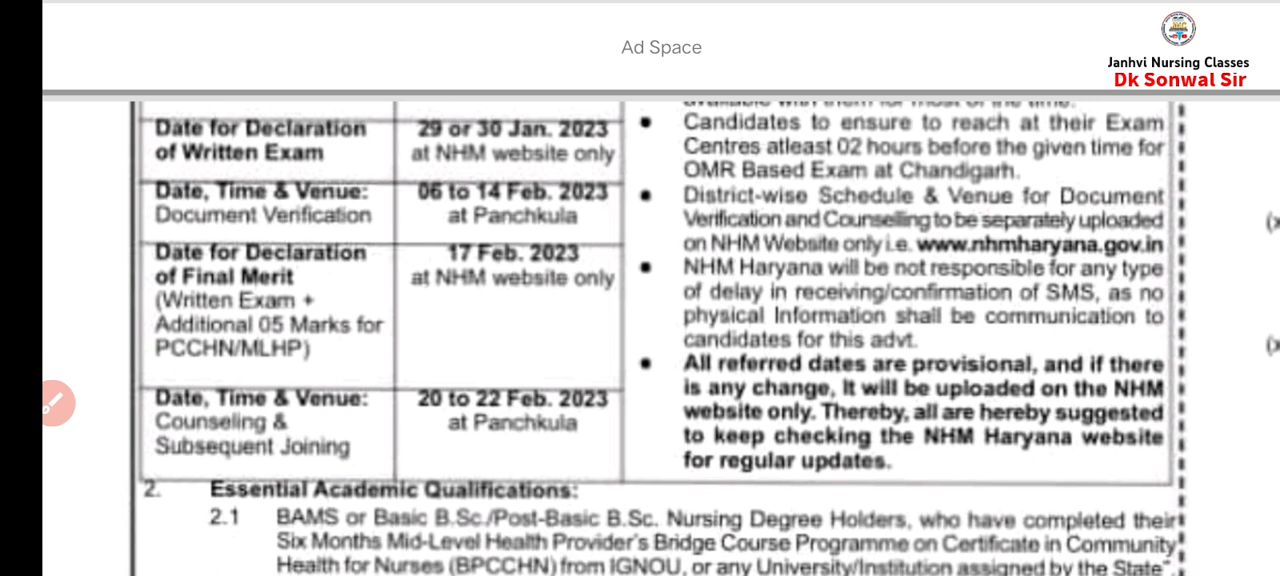 Ad Space
Janhvi Nursing Classes
Dk Sonwal Sir
Date for Declaration
of Written Exam
29 or 30 Jan. 2023
at NHM website only
Date, Time & Venue:
Document Verification
06 to 14 Feb. 2023
at Panchkula
Date for Declaration
of Final Merit
(Written Exam +
Additional 05 Marks for
PCCHN/MLHP)
17 Feb. 2023
at NHM website only
Date, Time & Venue:
Counseling &
Subsequent Joining
20 to 22 Feb. 2023
at Panchkula
available with them for most of the time.
• Candidates to ensure to reach at their Exam
Centres atleast 02 hours before the given time for
OMR Based Exam at Chandigarh.
• District-wise Schedule & Venue for Document
Verification and Counselling to be separately uploaded
on NHM Website only i.e. www.nhmharyana.gov.in
• NHM Haryana will be not responsible for any type
of delay in receiving/confirmation of SMS, as no
physical Information shall be communication to
candidates for this advt.
• All referred dates are provisional, and if there
is any change, It will be uploaded on the NHM
website only. Thereby, all are hereby suggested
to keep checking the NHM Haryana website
for regular updates.
2. Essential Academic Qualifications:
2.1 BAMS or Basic B.Sc./Post-Basic B.Sc. Nursing Degree Holders, who have completed their
Six Months Mid-Level Health Provider's Bridge Course Programme on Certificate in Community
Health for Nurses (BPCCHN) from IGNOU, or any University/Institution assigned by the State
(x
(x